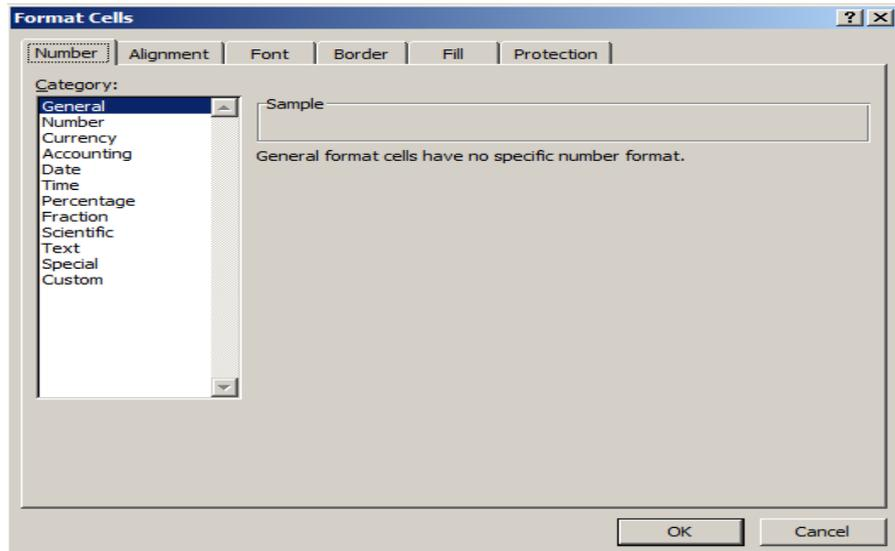 Format Cells
Number Alignment Font Border Fill Protection
Category:
General
Number
Currency
Accounting
Date
Time
Percentage
Fraction
Scientific
Text
Special
Custom
Sample
General format cells have no specific number format.
OK Cancel